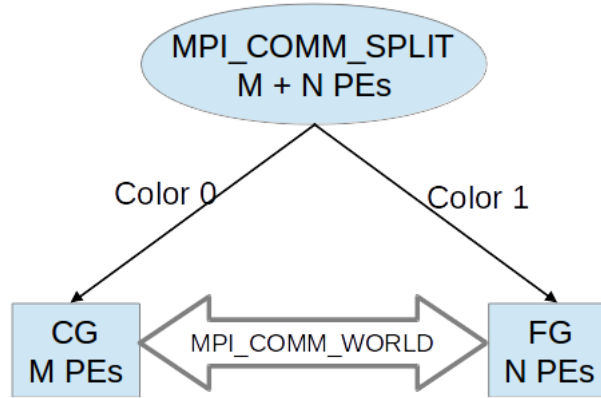 MPI_COMM_SPLIT
M + N PEs
Color 0
Color 1
CG
M PEs
MPI_COMM_WORLD
FG
N PEs